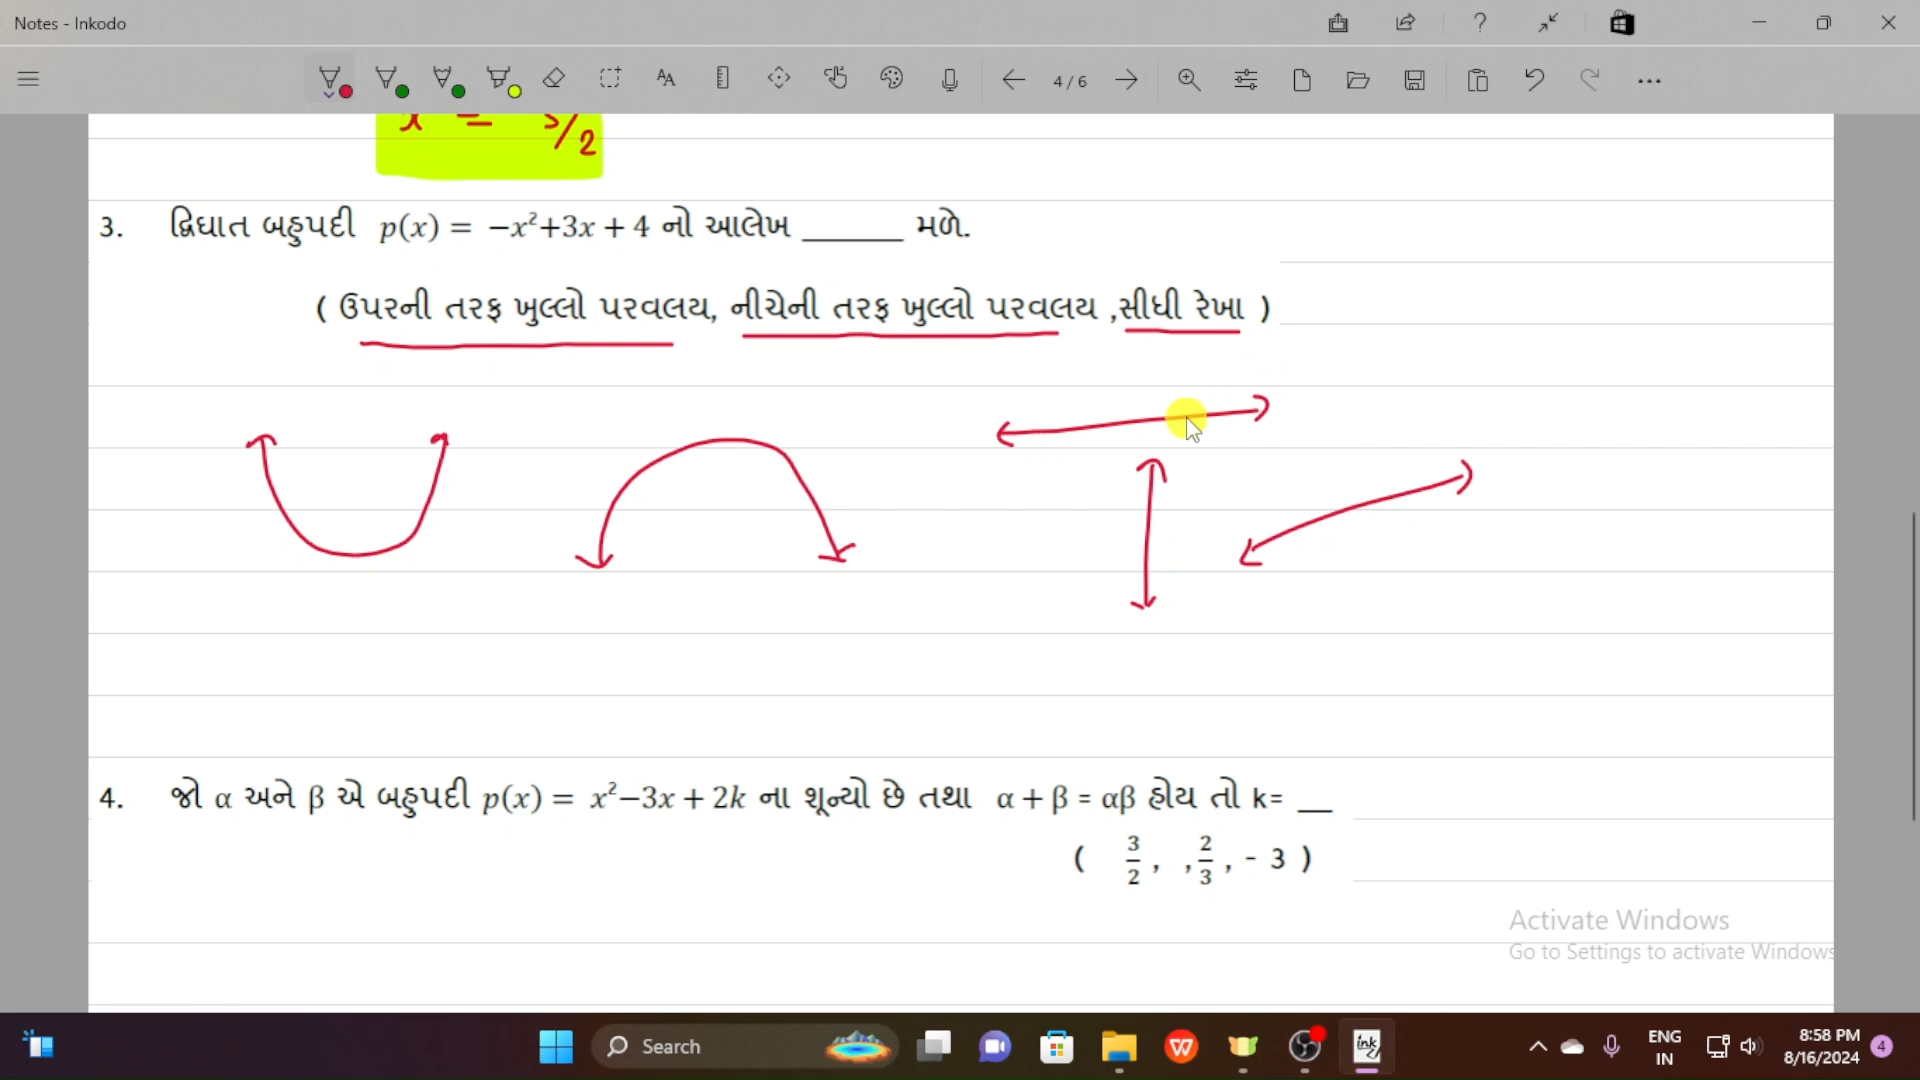 Notes - Inkodo
4 / 6
x = 5/2
3. દ્વિઘાત બહુપદી p(x) = −x²+3x + 4 નો આલેખ ______ મળે.
( ઉપરની તરફ ખુલ્લો પરવલય, નીચેની તરફ ખુલ્લો પરવલય ,સીધી રેખા )
4. જો α અને β એ બહુપદી p(x) = x²−3x + 2k ના શૂન્યો છે તથા α + β = αβ હોય તો k= __
( 3/2 , ,2/3 , - 3 )
Activate Windows
Go to Settings to activate Windows
Search
ENG
IN
8:58 PM
8/16/2024
4